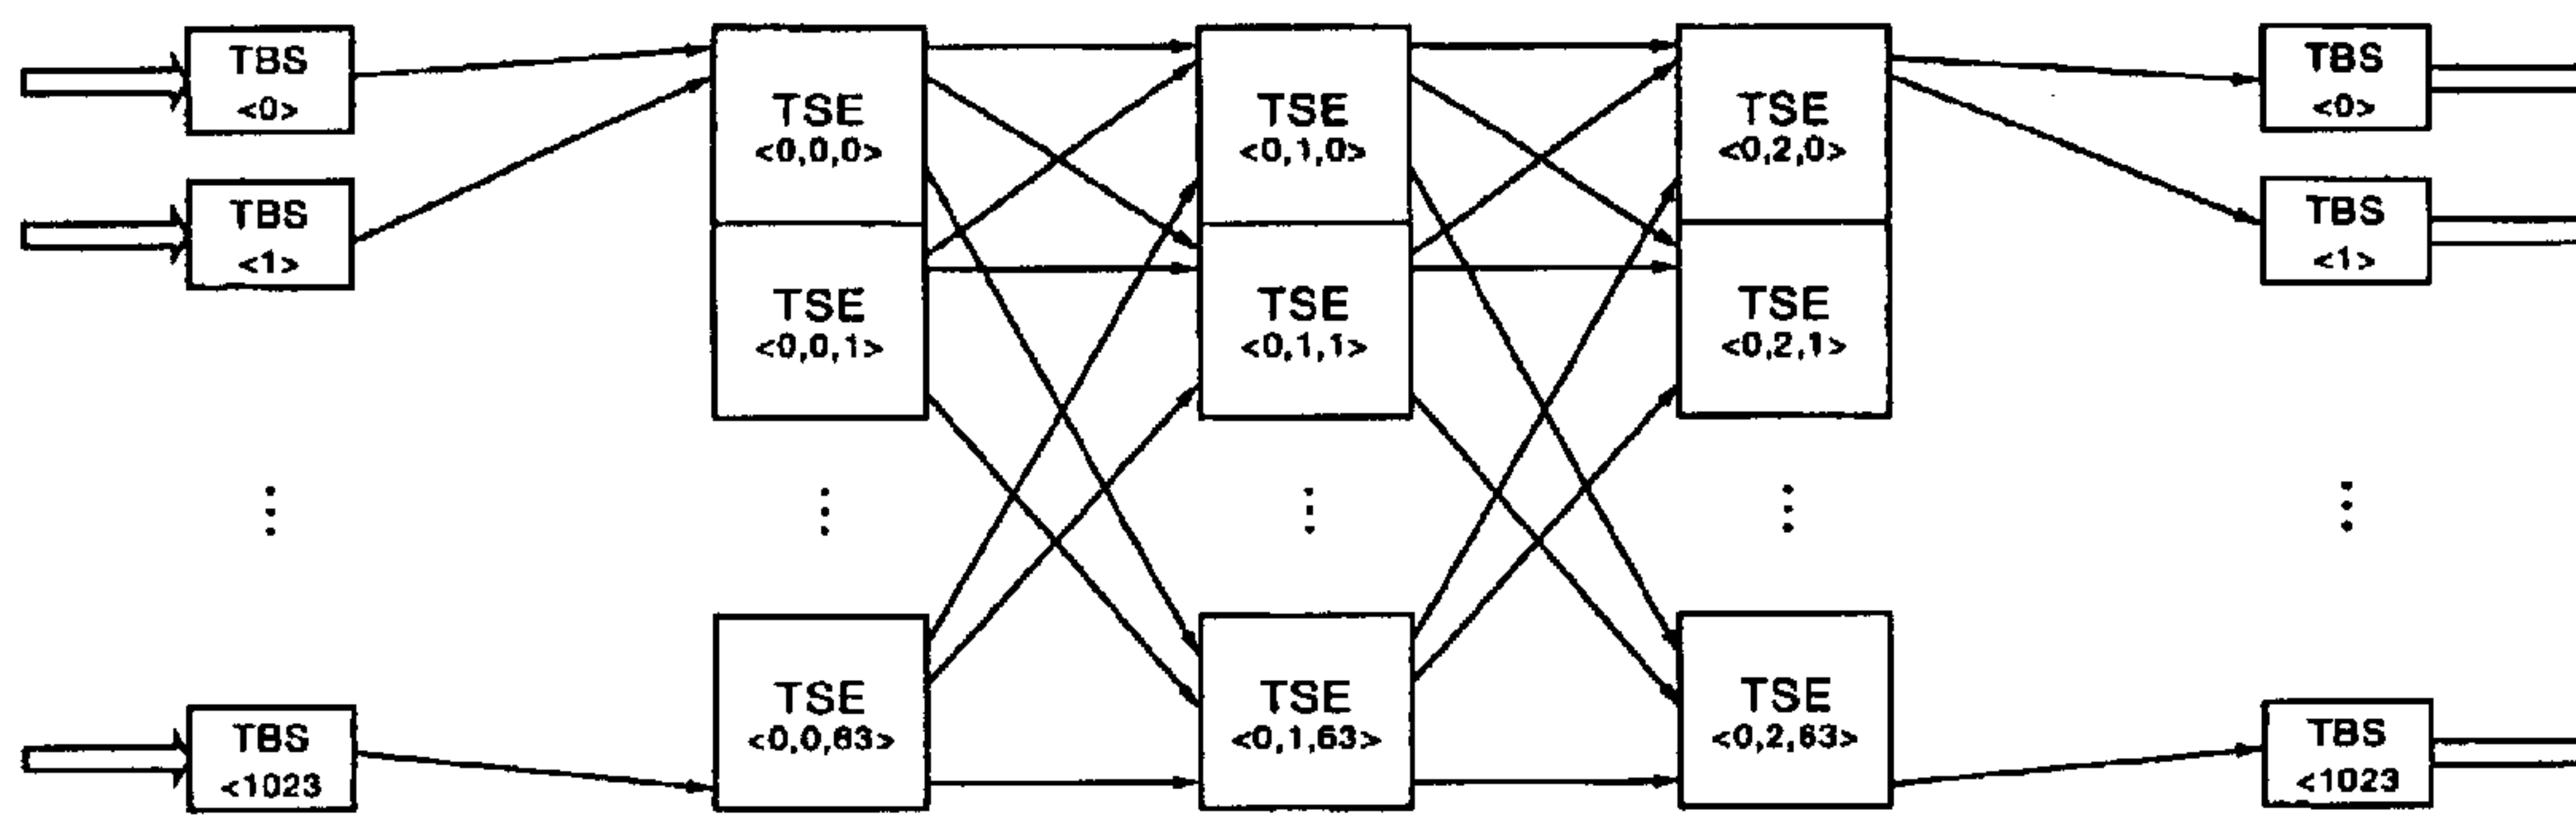 TBS
<0>
TBS
<1>
TBS
<1023
TSE
<0,0,0>
TSE
<0,0,1>
TSE
<0,0,63>
TSE
<0,1,0>
TSE
<0,1,1>
TSE
<0,1,63>
TSE
<0,2,0>
TSE
<0,2,1>
TSE
<0,2,63>
TBS
<0>
TBS
<1>
TBS
<1023